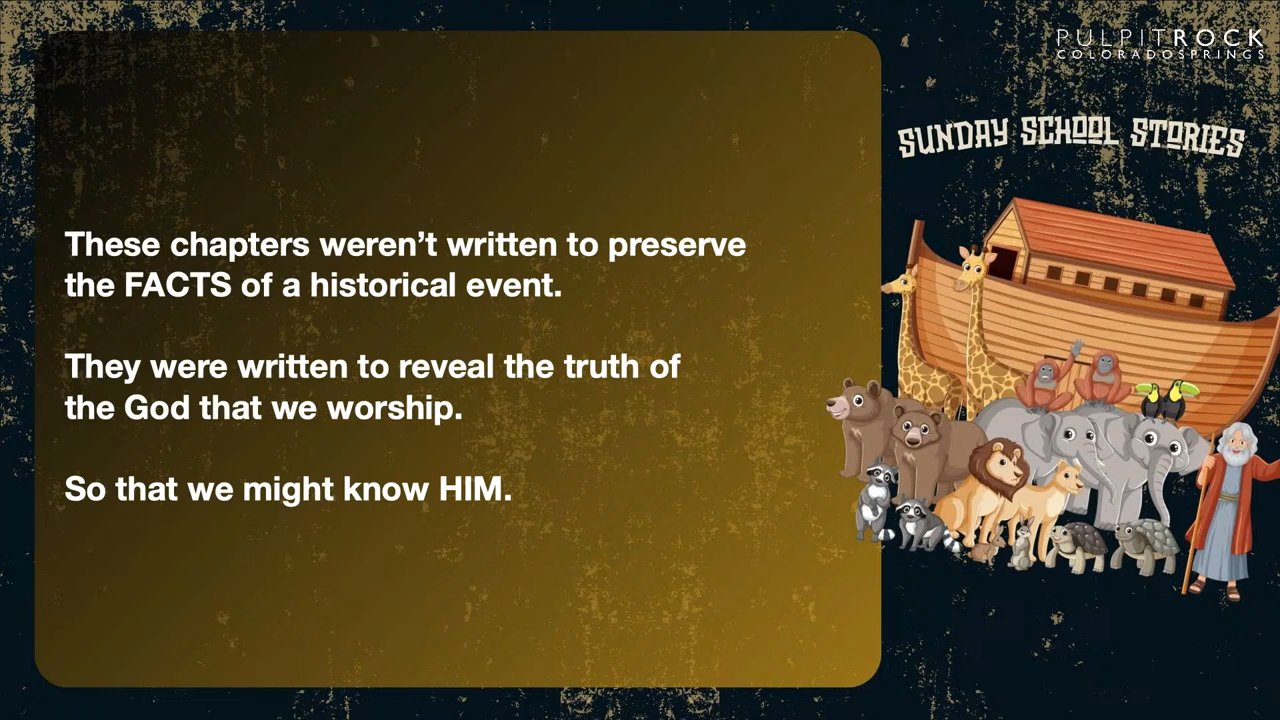 PULPITROCK
COLORADOSPRINGS
SUNDAY SCHOOL STORIES
These chapters weren’t written to preserve
the FACTS of a historical event.
They were written to reveal the truth of
the God that we worship.
So that we might know HIM.